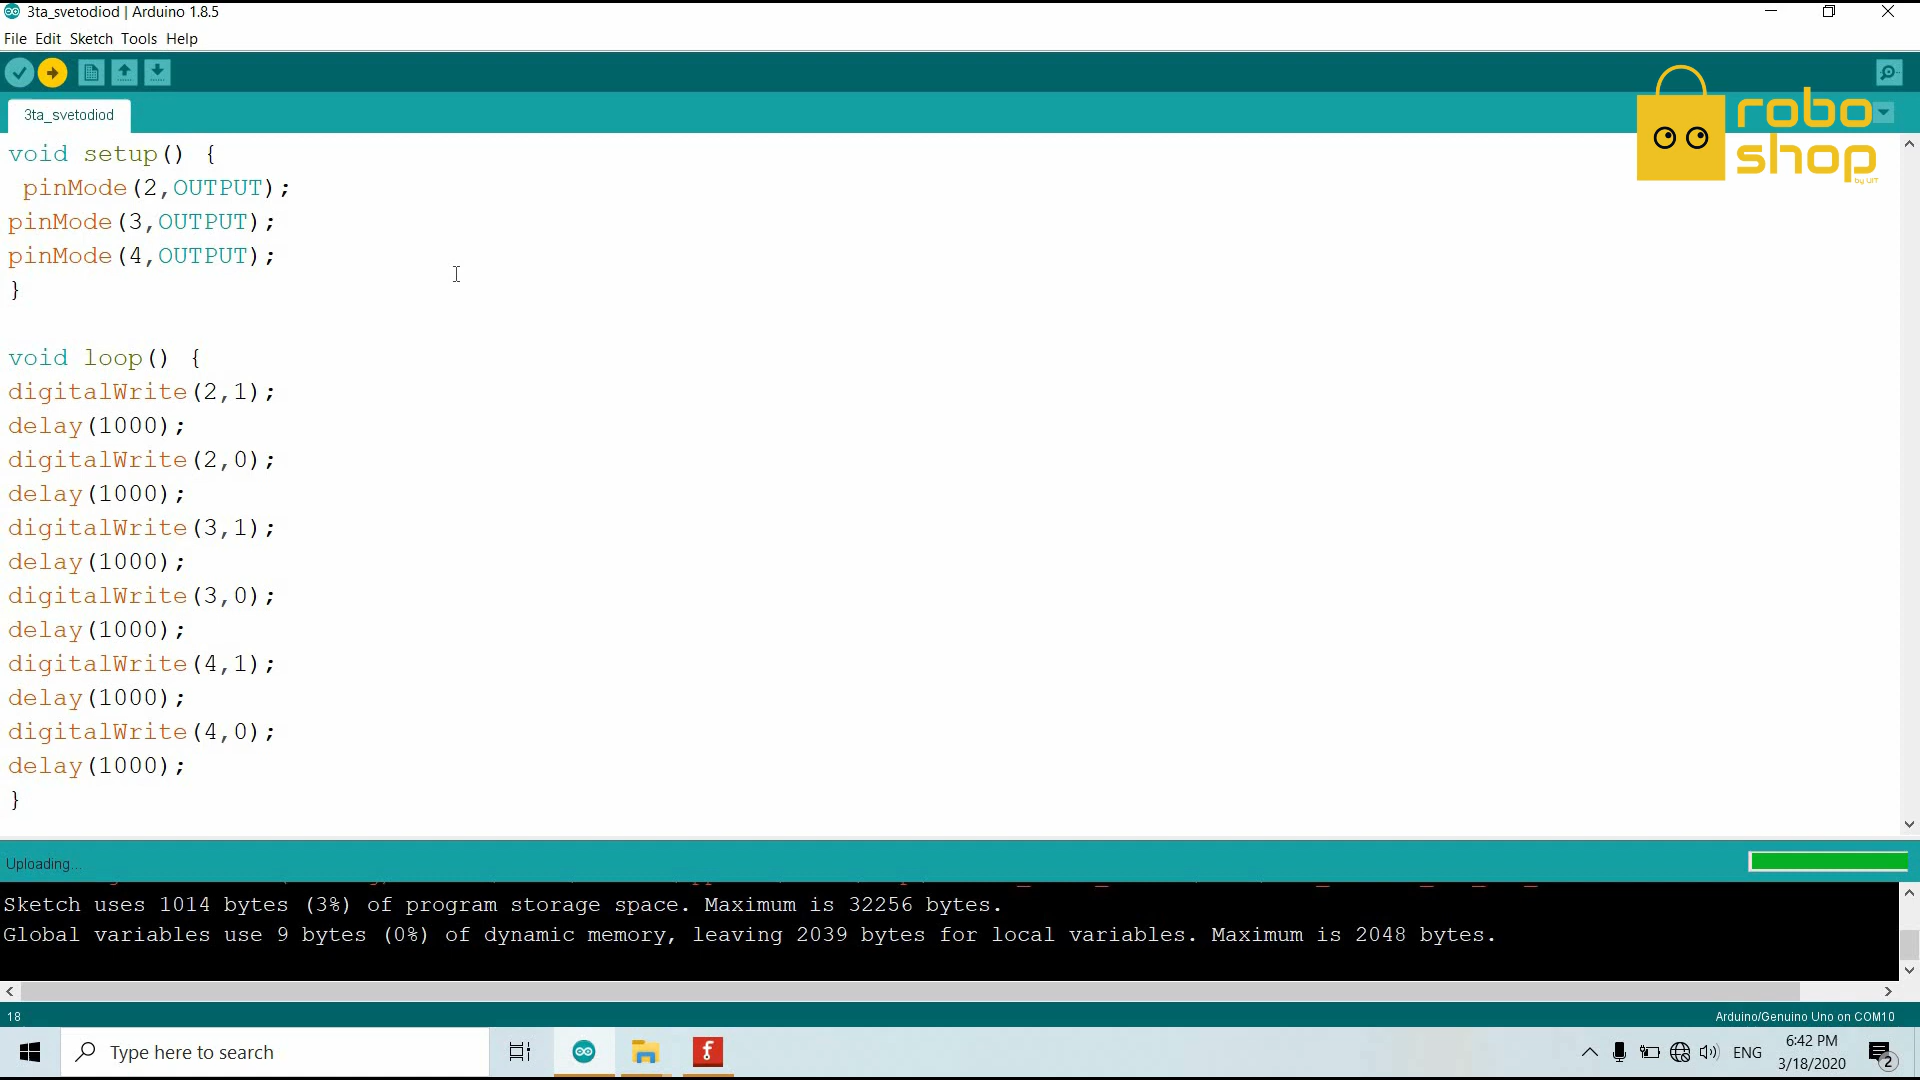 3ta_svetodiod | Arduino 1.8.5
File Edit Sketch Tools Help
3ta_svetodiod
robo
shop
by UIT
void setup() {
 pinMode(2,OUTPUT);
pinMode(3,OUTPUT);
pinMode(4,OUTPUT);
}
void loop() {
digitalWrite(2,1);
delay(1000);
digitalWrite(2,0);
delay(1000);
digitalWrite(3,1);
delay(1000);
digitalWrite(3,0);
delay(1000);
digitalWrite(4,1);
delay(1000);
digitalWrite(4,0);
delay(1000);
}
Uploading...
Sketch uses 1014 bytes (3%) of program storage space. Maximum is 32256 bytes.
Global variables use 9 bytes (0%) of dynamic memory, leaving 2039 bytes for local variables. Maximum is 2048 bytes.
18
Arduino/Genuino Uno on COM10
Type here to search
ENG
6:42 PM
3/18/2020
2